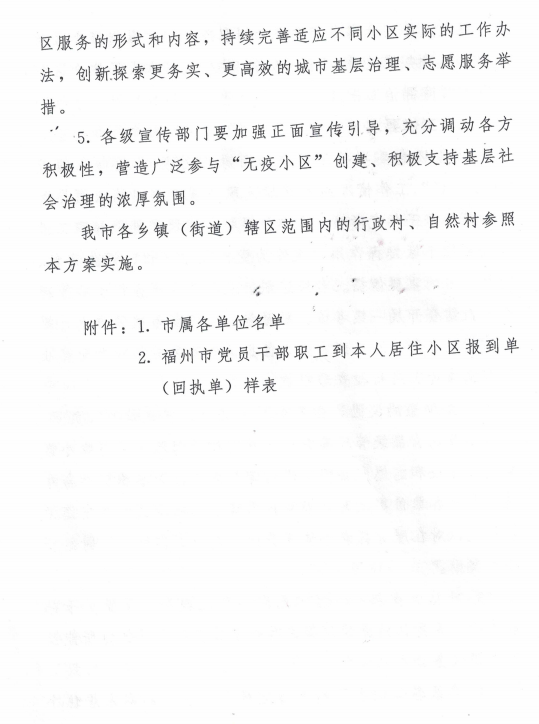 区服务的形式和内容，持续完善适应不同小区实际的工作办
法，创新探索更务实、更高效的城市基层治理、志愿服务举
措。
5. 各级宣传部门要加强正面宣传引导，充分调动各方
积极性，营造广泛参与“无疫小区”创建、积极支持基层社
会治理的浓厚氛围。
我市各乡镇（街道）辖区范围内的行政村、自然村参照
本方案实施。
附件：1. 市属各单位名单
2. 福州市党员干部职工到本人居住小区报到单
（回执单）样表